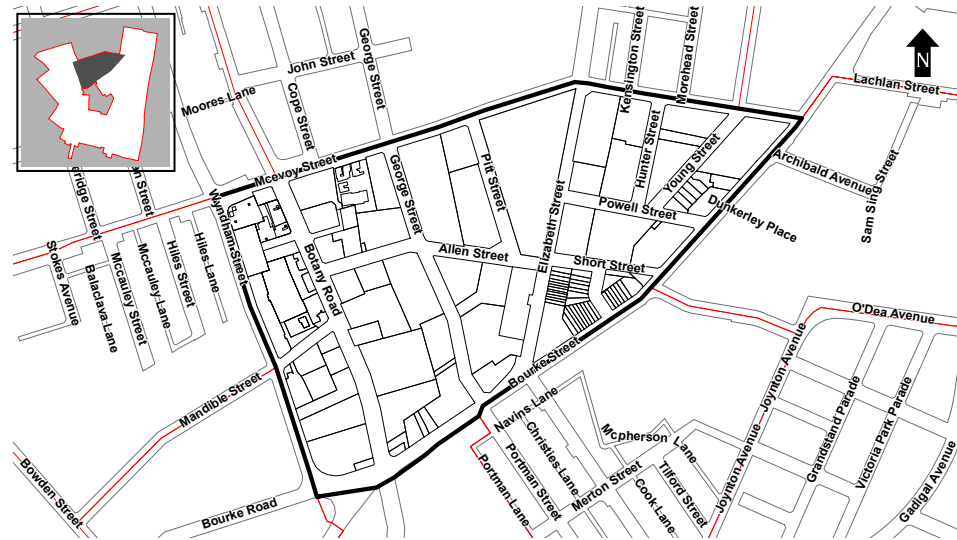 George Street
Kensington Street
Morehead Street
N
John Street
Lachlan Street
Moores Lane
Cope Street
Hunter Street
Mcevoy Street
George Street
Pitt Street
Young Street
Archibald Avenue
Sam Sing Street
Wyndham Street
Elizabeth Street
Powell Street
Dunkerley Place
Stokes Avenue
Balaclava Lane
Mccauley Street
Mccauley Lane
Hiles Street
Hiles Lane
Botany Road
Allen Street
Short Street
O'Dea Avenue
Bourke Street
Joynton Avenue
Mandible Street
Navins Lane
Christies Lane
Mcpherson Lane
Grandstand Parade
Victoria Park Parade
Bowden Street
Portman Lane
Portman Street
Merton Street
Tilford Street
Cook Lane
Joynton Avenue
Gadigal Avenue
Bourke Road